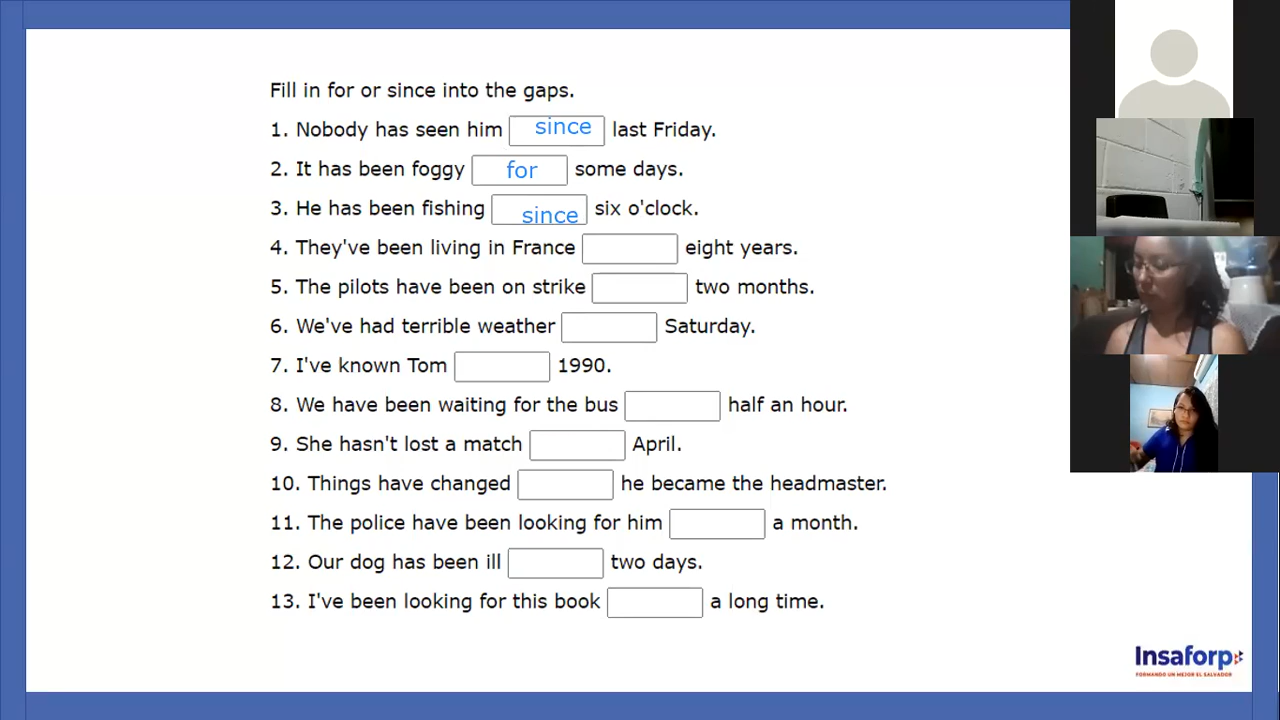 Fill in for or since into the gaps.
1. Nobody has seen him since last Friday.
2. It has been foggy for some days.
3. He has been fishing since six o'clock.
4. They've been living in France eight years.
5. The pilots have been on strike two months.
6. We've had terrible weather Saturday.
7. I've known Tom 1990.
8. We have been waiting for the bus half an hour.
9. She hasn't lost a match April.
10. Things have changed he became the headmaster.
11. The police have been looking for him a month.
12. Our dog has been ill two days.
13. I've been looking for this book a long time.
Insaforp
FORMANDO UN MEJOR EL SALVADOR